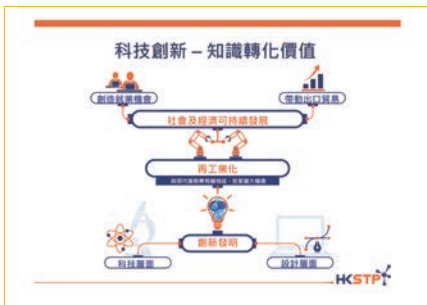 科技創新 – 知識轉化價值
創造就業機會
帶動出口貿易
社會及經濟可持續發展
再工業化
創新發明
科技層面
設計層面
HKSTP